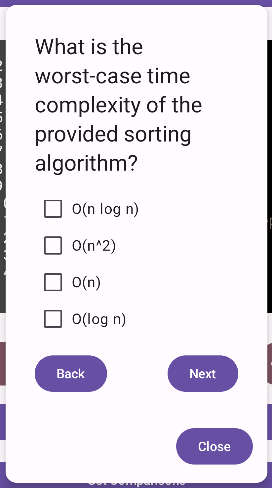 What is the
worst-case time
complexity of the
provided sorting
algorithm?
O(n log n)
O(n^2)
O(n)
O(log n)
Back
Next
Close